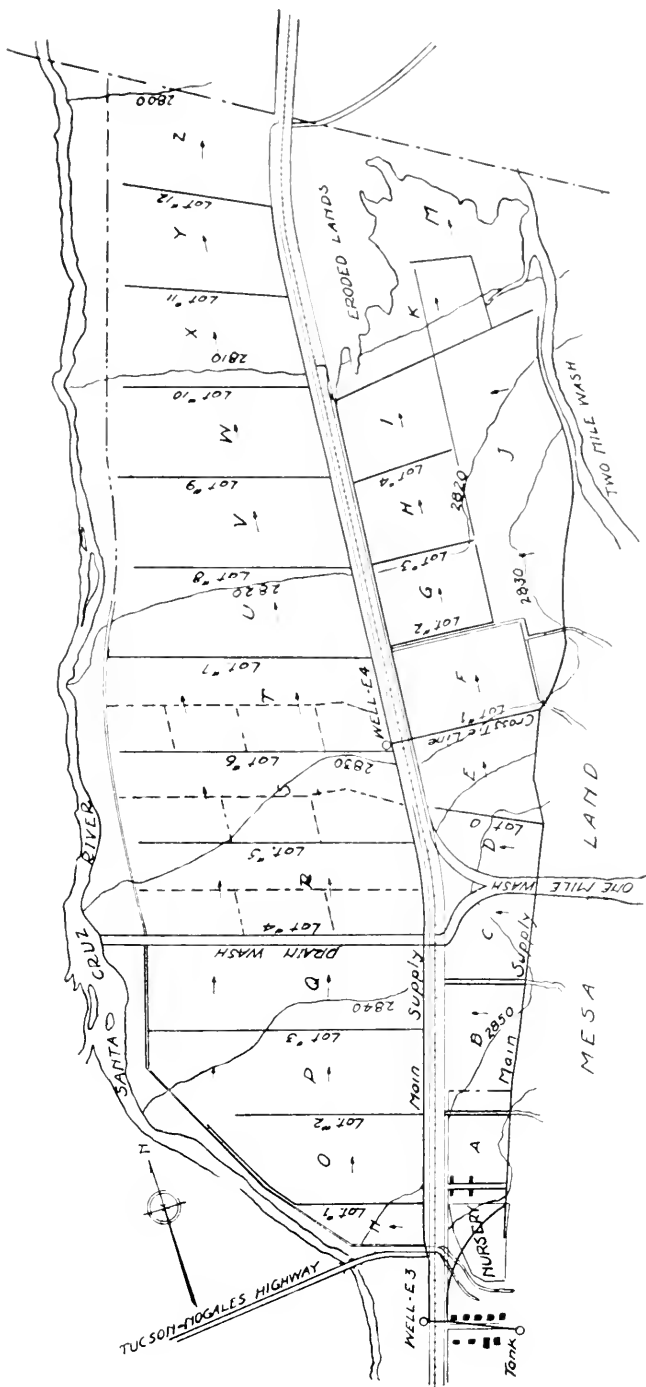 2800
Z
LOT #12
Y
LOT #11
X
2810
LOT #10
W
LOT #9
V
LOT #8
2820
U
LOT #7
T
WELL-E4
LOT #6
2830
S
LOT #5
R
LOT #4
DRAIN WASH
Q
2840
LOT #3
P
LOT #2
O
LOT #1
N
SANTA CRUZ RIVER
N
TUCSON-NOGALES HIGHWAY
ERODED LANDS
M
K
I
LOT #4
H
2820
J
TWO MILE WASH
LOT #3
G
2830
LOT #2
F
LOT #1
Cross Tie Line
E
LOT 0
D
ONE MILE WASH
C
Main Supply
Main Supply
B
2850
A
NURSERY
MESA LAND
WELL-E3
Tank